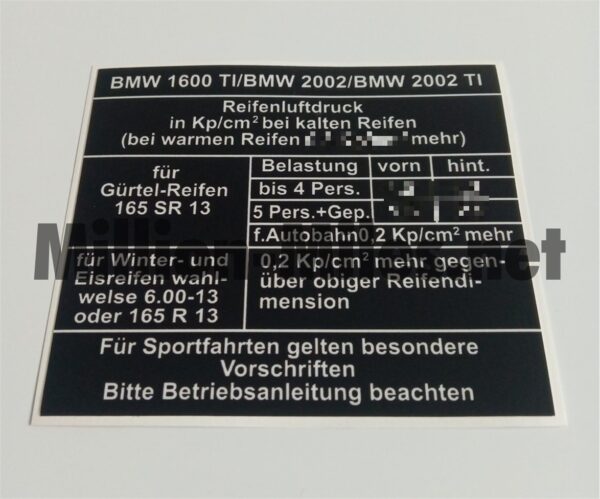 BMW 1600 TI/BMW 2002/BMW 2002 TI
Reifenluftdruck
in Kp/cm² bei kalten Reifen
(bei warmen Reifen mehr)
für
Gürtel-Reifen
165 SR 13
Belastung vorn hint.
bis 4 Pers.
5 Pers.+Gep.
f.Autobahn0,2 Kp/cm² mehr
für Winter- und
Eisreifen wahl-
welse 6.00-13
oder 165 R 13
0,2 Kp/cm² mehr gegen-
über obiger Reifendi-
mension
Für Sportfahrten gelten besondere
Vorschriften
Bitte Betriebsanleitung beachten